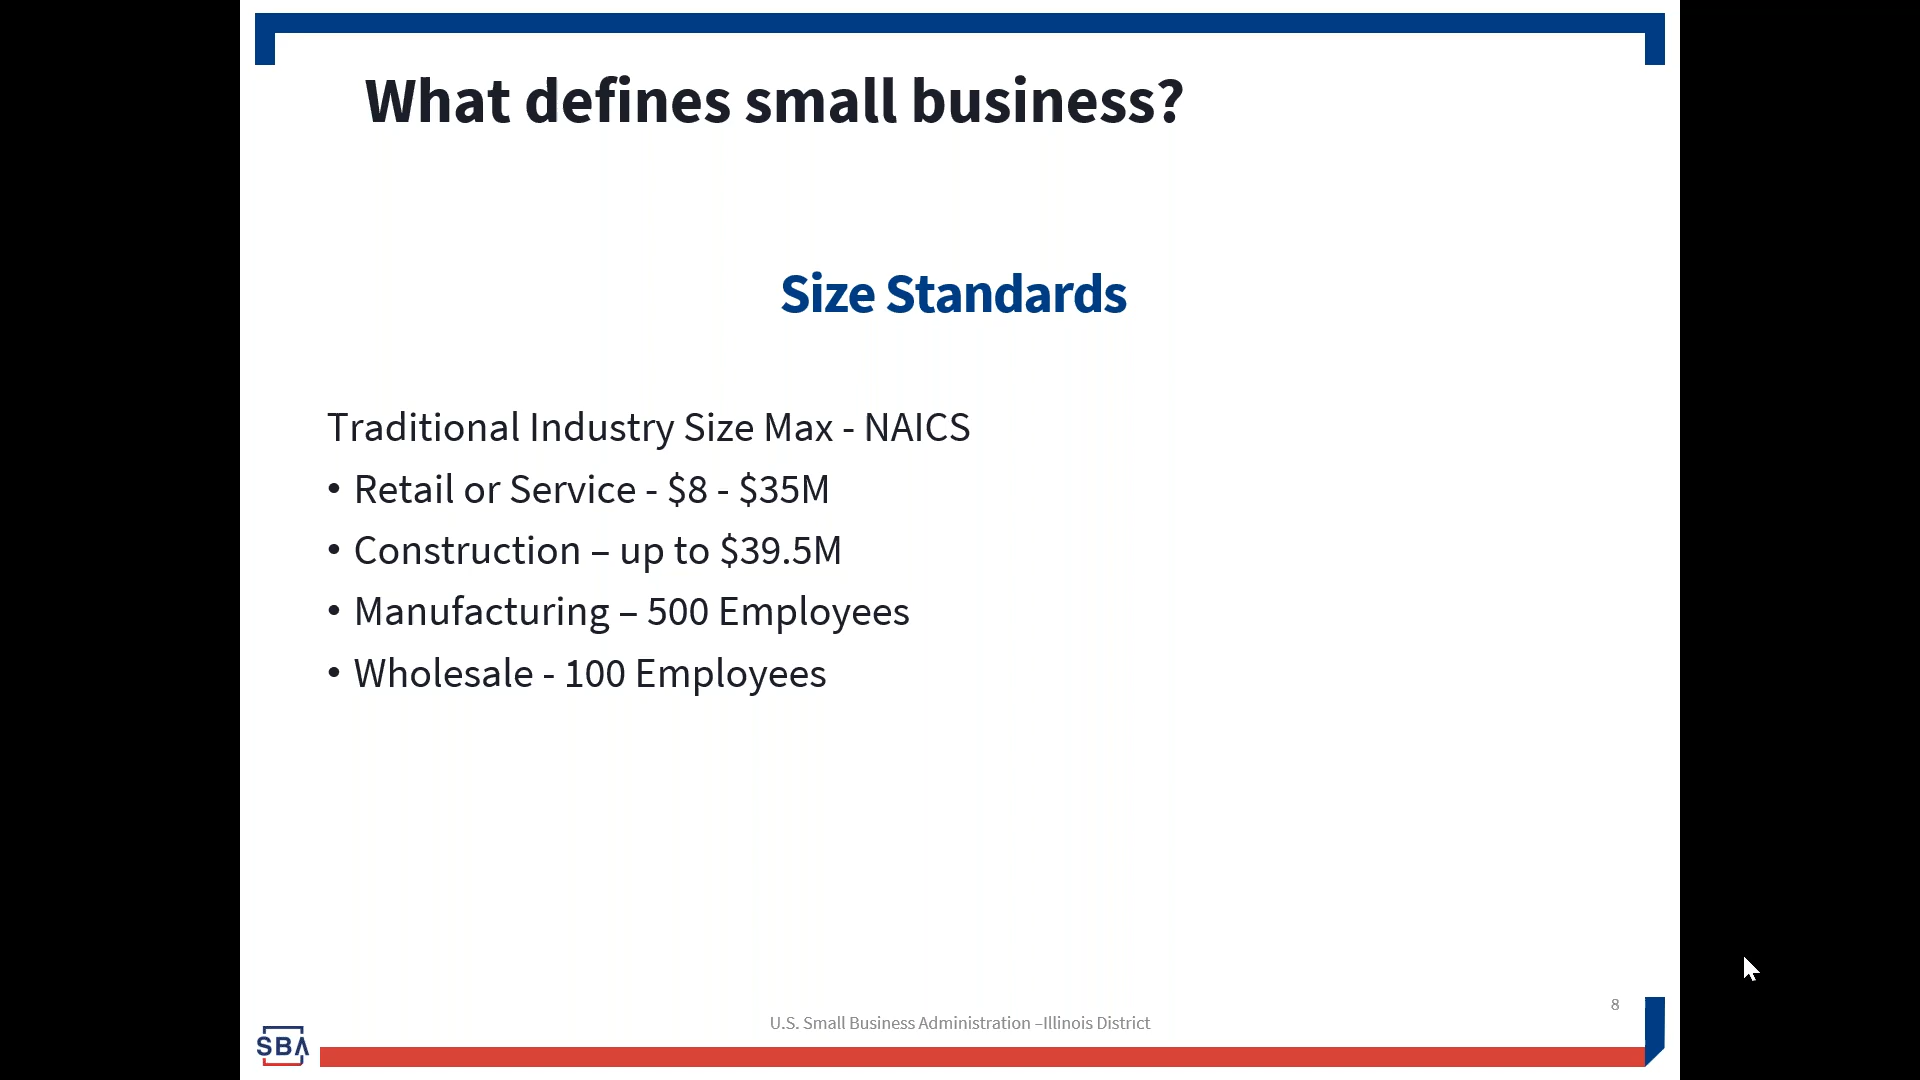 What defines small business?
Size Standards
Traditional Industry Size Max - NAICS
• Retail or Service - $8 - $35M
• Construction – up to $39.5M
• Manufacturing – 500 Employees
• Wholesale - 100 Employees
8
U.S. Small Business Administration –Illinois District
SBA